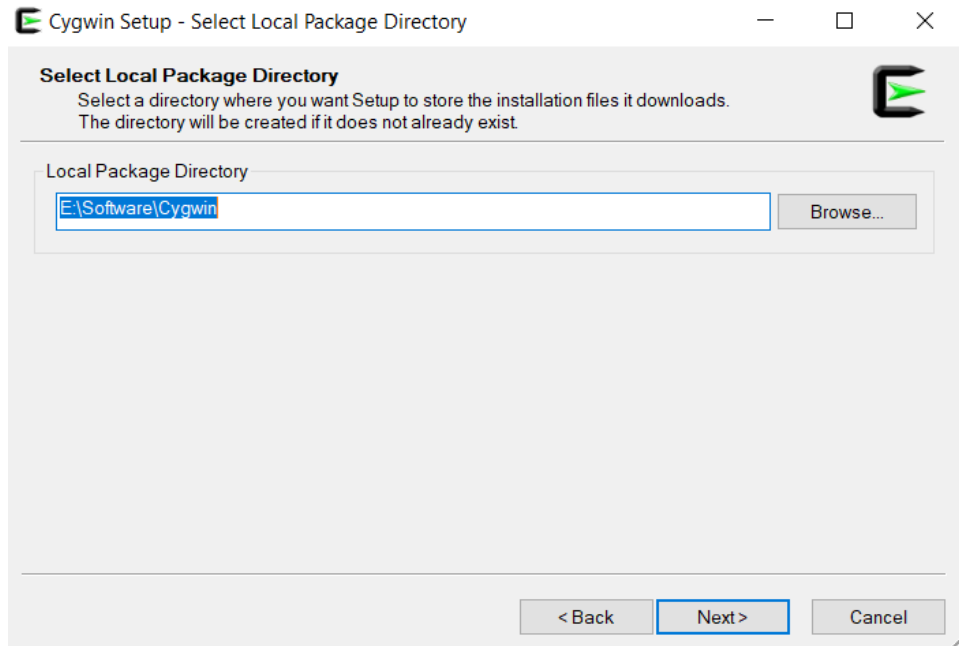 Cygwin Setup - Select Local Package Directory
Select Local Package Directory
Select a directory where you want Setup to store the installation files it downloads.
The directory will be created if it does not already exist.
Local Package Directory
E:\Software\Cygwin
Browse...
< Back
Next >
Cancel